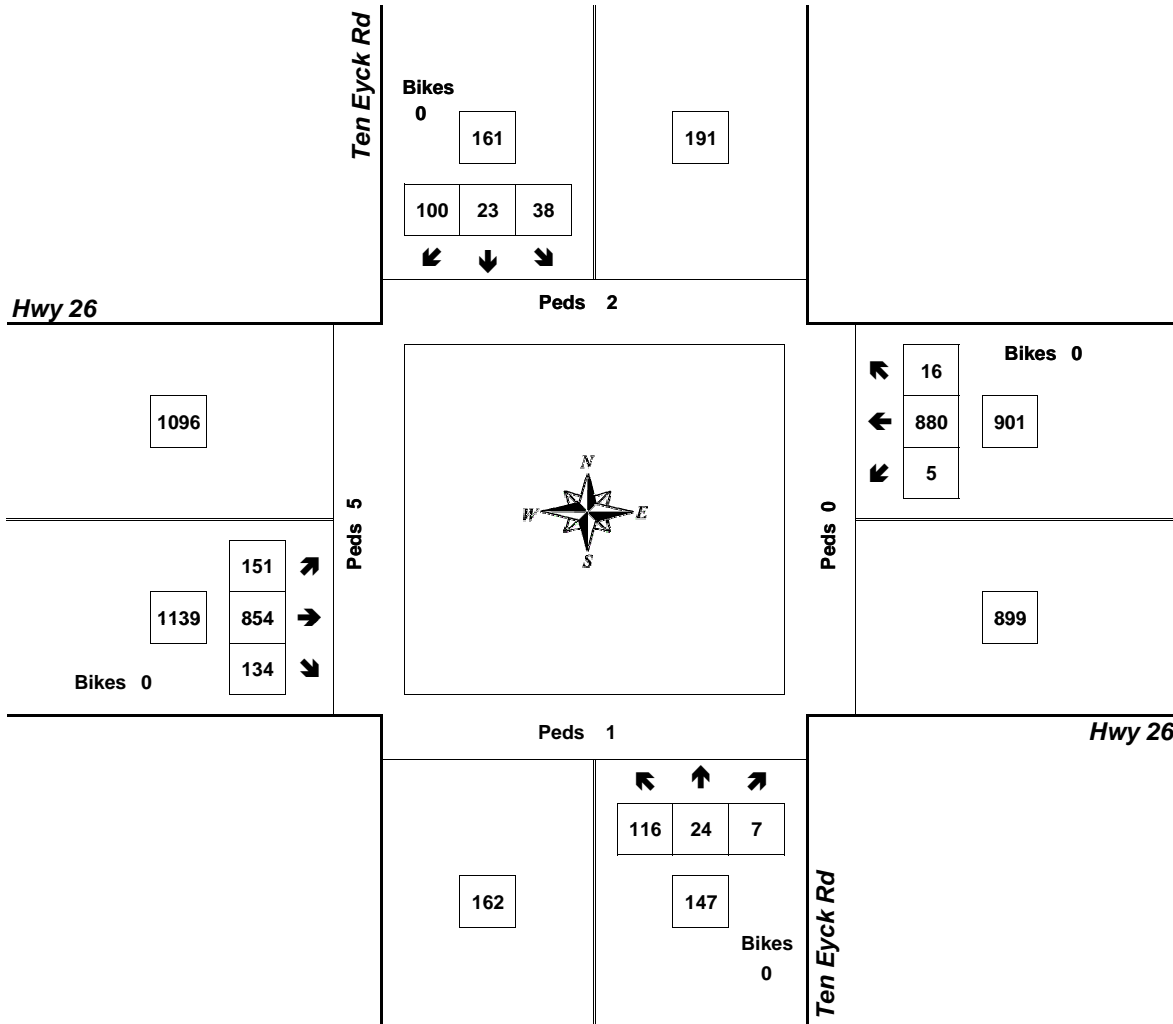 Ten Eyck Rd
Bikes
0
161
191
100 23 38
Peds 2
Hwy 26
Bikes 0
16
1096
880 901
5
N
W E
S
Peds 5
Peds 0
151
1139 854
134
899
Bikes 0
Peds 1
Hwy 26
116 24 7
162
147
Bikes
0
Ten Eyck Rd